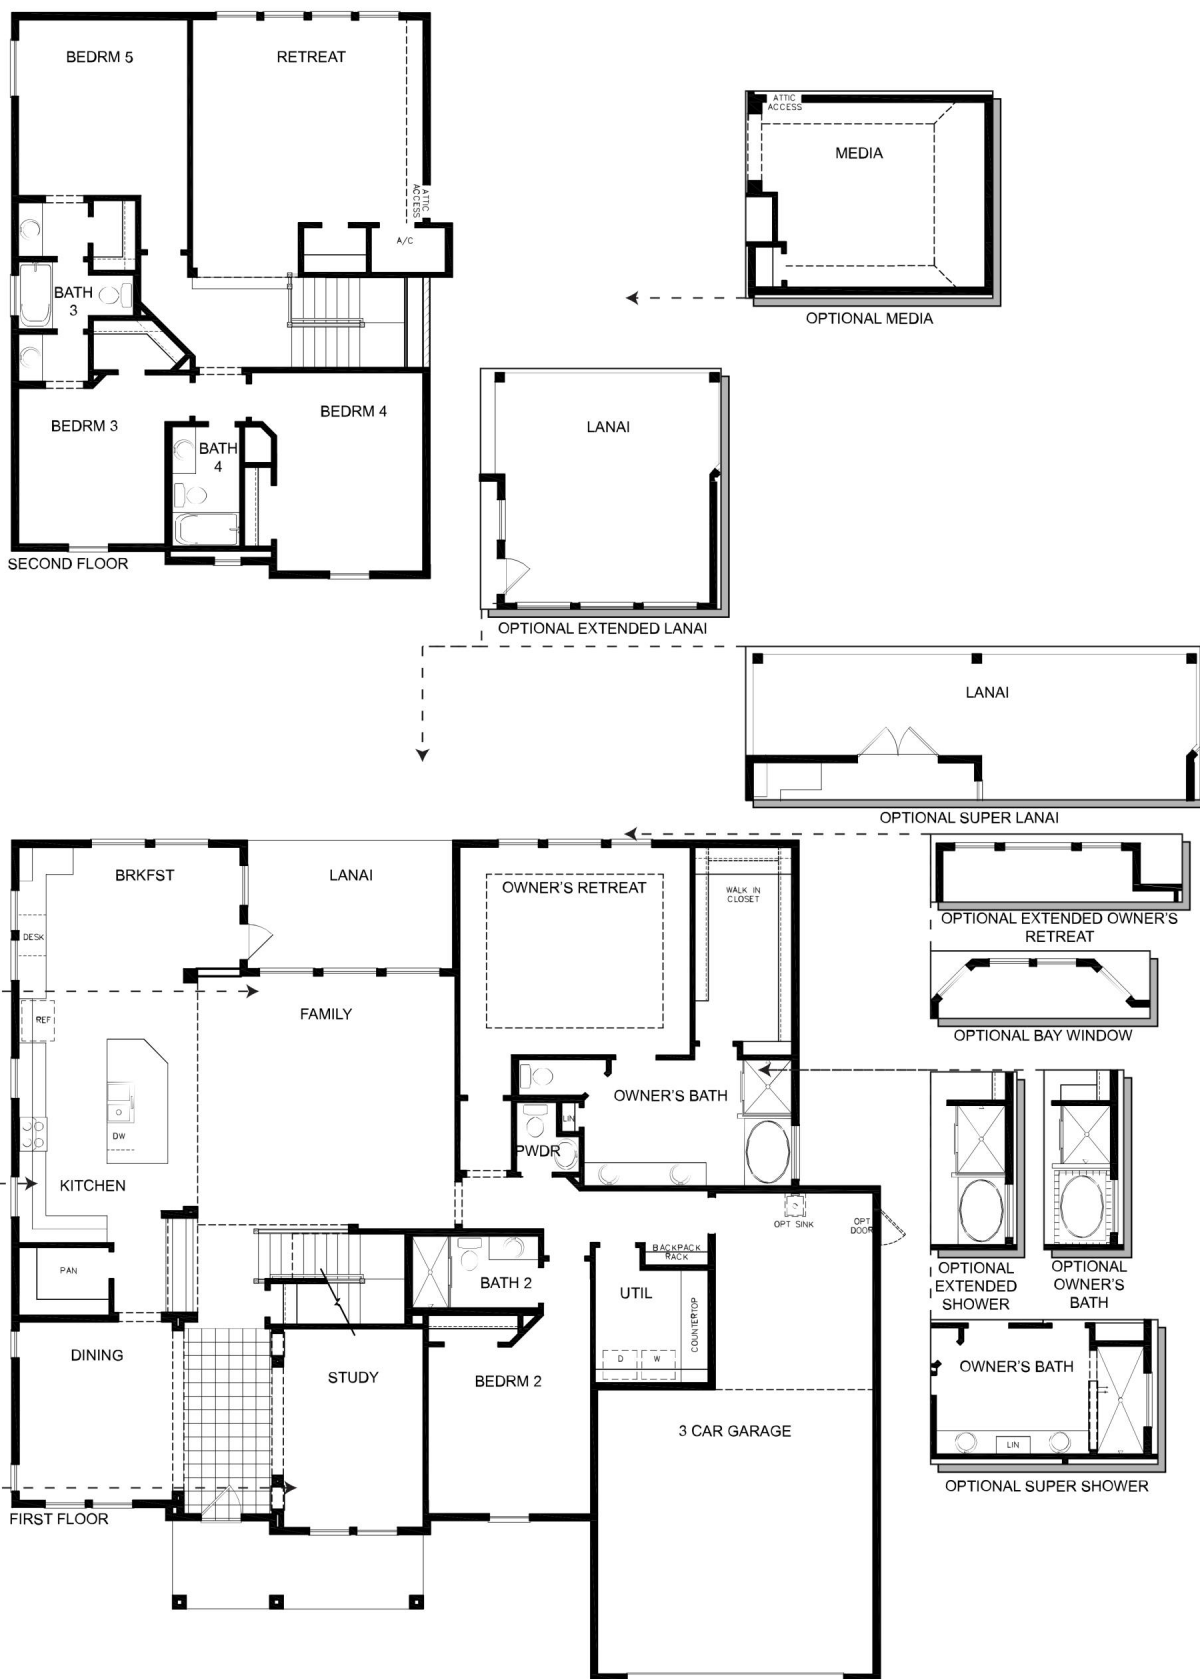 BEDRM 5
RETREAT
ATTIC
ACCESS
A/C
BATH
3
BEDRM 3
BATH
4
BEDRM 4
SECOND FLOOR
ATTIC
ACCESS
MEDIA
OPTIONAL MEDIA
LANAI
OPTIONAL EXTENDED LANAI
LANAI
OPTIONAL SUPER LANAI
BRKFST
LANAI
OWNER'S RETREAT
WALK IN
CLOSET
DESK
REF
FAMILY
DW
KITCHEN
OWNER'S BATH
LIN
PWDR
PAN
BATH 2
BACKPACK
RACK
OPT SINK
OPT
DOOR
UTIL
COUNTERTOP
D
W
DINING
STUDY
BEDRM 2
3 CAR GARAGE
FIRST FLOOR
OPTIONAL EXTENDED OWNER'S
RETREAT
OPTIONAL BAY WINDOW
OPTIONAL
EXTENDED
SHOWER
OPTIONAL
OWNER'S
BATH
OWNER'S BATH
LIN
OPTIONAL SUPER SHOWER